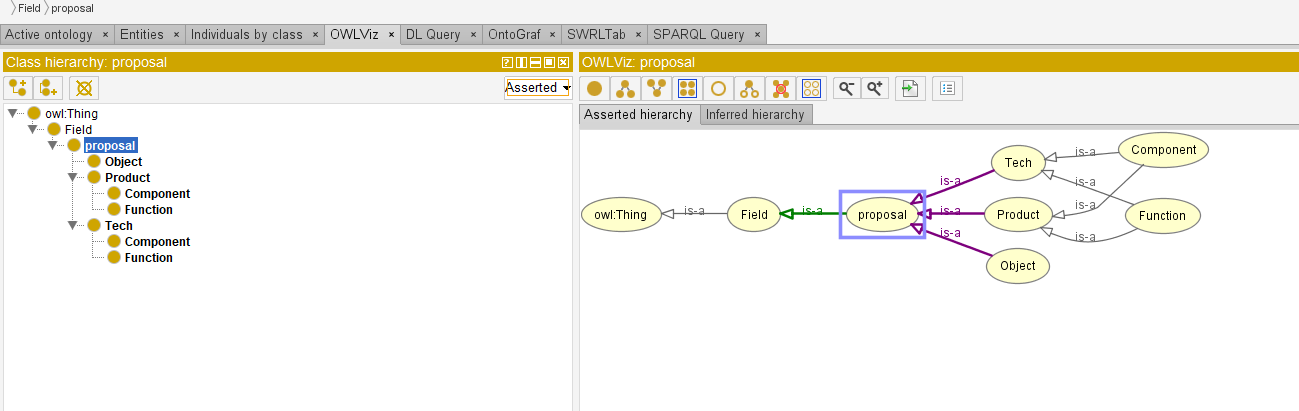 Field proposal
Active ontology × Entities × Individuals by class × OWLViz × DL Query × OntoGraf × SWRLTab × SPARQL Query ×
Class hierarchy: proposal
Asserted
owl:Thing
Field
proposal
Object
Product
Component
Function
Tech
Component
Function
OWLViz: proposal
Asserted hierarchy Inferred hierarchy
owl:Thing
is-a
Field
is-a
proposal
is-a
is-a
is-a
Tech
Product
Object
is-a
is-a
is-a
is-a
Component
Function